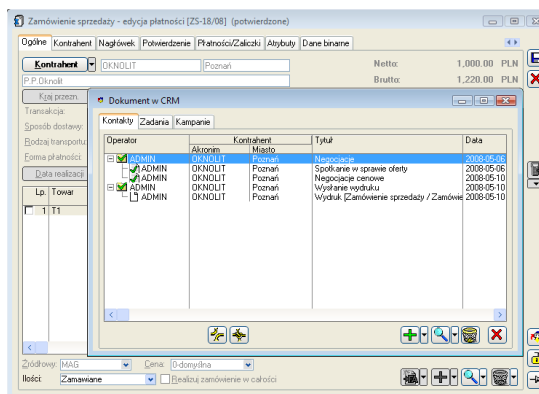 Zamówienie sprzedaży - edycja płatności [ZS-18/08] (potwierdzone)
Ogólne Kontrahent Nagłówek Potwierdzenie Płatności/Zaliczki Atrybuty Dane binarne
Kontrahent OKNOLIT Poznań Netto: 1,000.00 PLN
P.P.Oknolit Brutto: 1,220.00 PLN
Kraj przezn.
Transakcja:
Sposób dostawy:
Rodzaj transportu:
Forma płatności:
Data realizacji
Lp. Towar
1 T1
Dokument w CRM
Kontakty Zadania Kampanie
Operator Kontrahent Tytuł Data
Akronim Miasto
ADMIN OKNOLIT Poznań Negocjacje 2008-05-06
ADMIN OKNOLIT Poznań Spotkanie w sprawie oferty 2008-05-06
ADMIN OKNOLIT Poznań Negocjacje cenowe 2008-05-10
ADMIN OKNOLIT Poznań Wysłanie wydruku 2008-05-10
ADMIN OKNOLIT Poznań Wydruk [Zamówienie sprzedaży / Zamówie 2008-05-10
Źródłowy: MAG Cena: 0-domyślna
Ilości: Zamawiane Realizuj zamówienie w całości